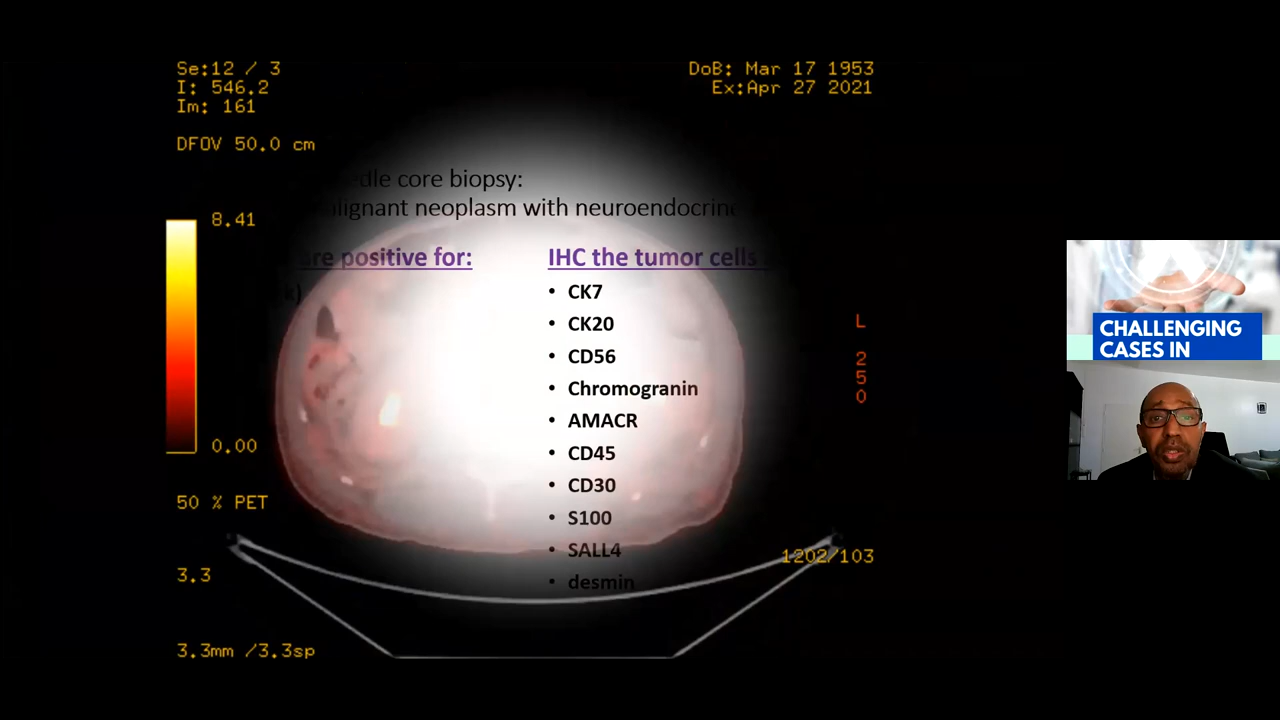 Se:12 / 3
I: 546.2
Im: 161
DFOV 50.0 cm
DoB: Mar 17 1953
Ex:Apr 27 2021
core biopsy:
neoplasm with
8.41
are positive for:
IHC the tumor cells
• CK7
• CK20
• CD56
• Chromogranin
• AMACR
• CD45
• CD30
• S100
• SALL4
• desmin
L
2
5
0
0.00
50 % PET
3.3
3.3mm /3.3sp
1202/103
CHALLENGING
CASES IN